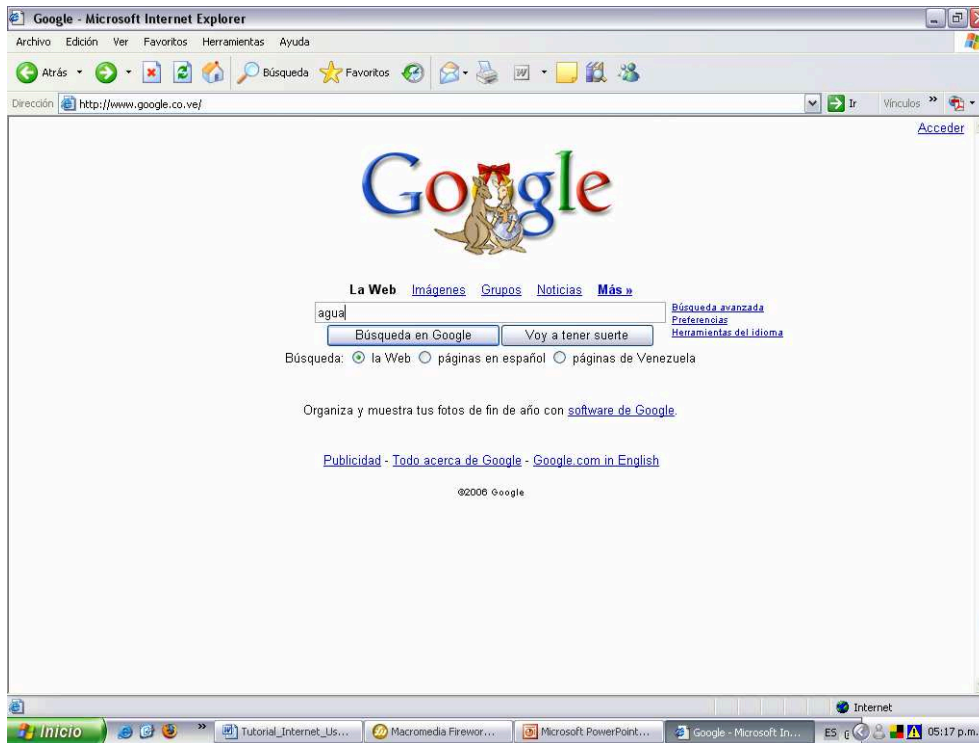 Google - Microsoft Internet Explorer
Archivo Edición Ver Favoritos Herramientas Ayuda
Atrás Búsqueda Favoritos
Dirección http://www.google.co.ve/ Ir Vínculos »
Acceder
Google
La Web Imágenes Grupos Noticias Más »
agua
Búsqueda avanzada
Preferencias
Herramientas del idioma
Búsqueda en Google Voy a tener suerte
Búsqueda: la Web páginas en español páginas de Venezuela
Organiza y muestra tus fotos de fin de año con software de Google.
Publicidad - Todo acerca de Google - Google.com in English
©2006 Google
Internet
Inicio » Tutorial_Internet_Us... Macromedia Firewor... Microsoft PowerPoint... Google - Microsoft In... ES 05:17 p.m.